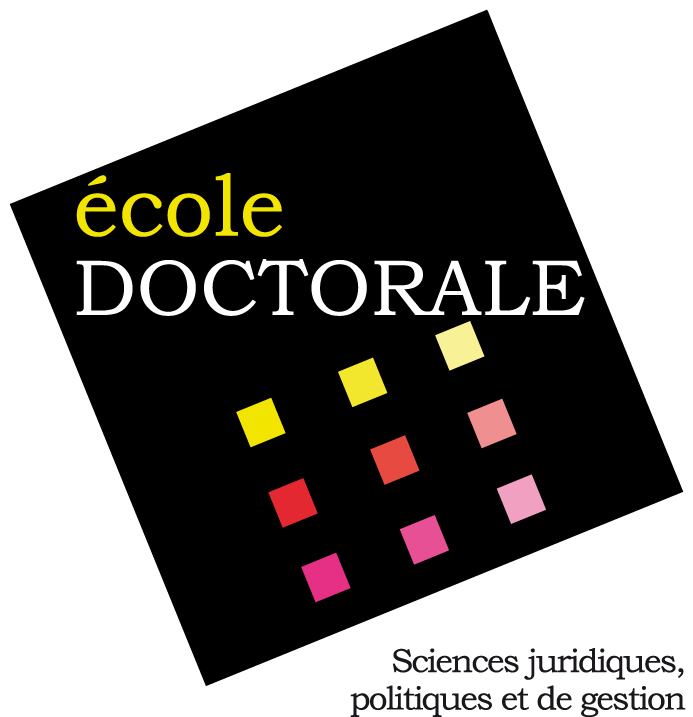 école
DOCTORALE
Sciences juridiques,
politiques et de gestion